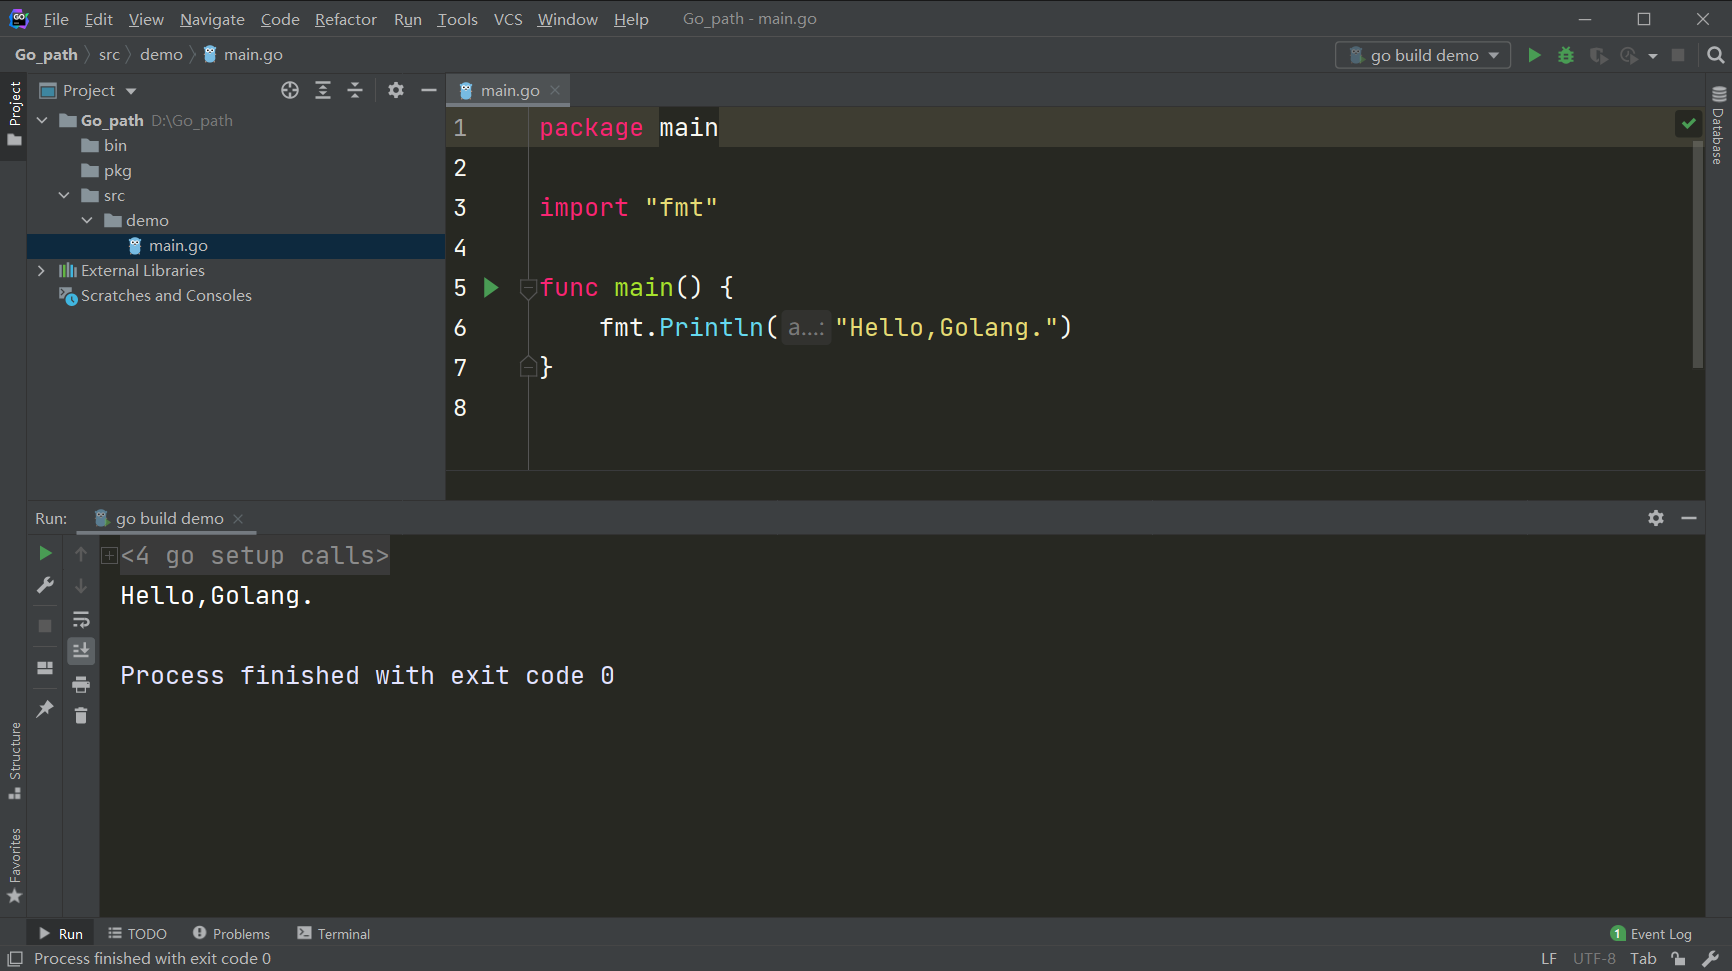 File Edit View Navigate Code Refactor Run Tools VCS Window Help Go_path - main.go
Go_path src demo main.go go build demo
Project
Project
Go_path D:\Go_path
bin
pkg
src
demo
main.go
External Libraries
Scratches and Consoles
main.go
1 package main
2
3 import "fmt"
4
5 func main() {
6 fmt.Println( a...: "Hello,Golang.")
7 }
8
Database
Run: go build demo
<4 go setup calls>
Hello,Golang.
Process finished with exit code 0
Structure
Favorites
Run TODO Problems Terminal 1 Event Log
Process finished with exit code 0 LF UTF-8 Tab